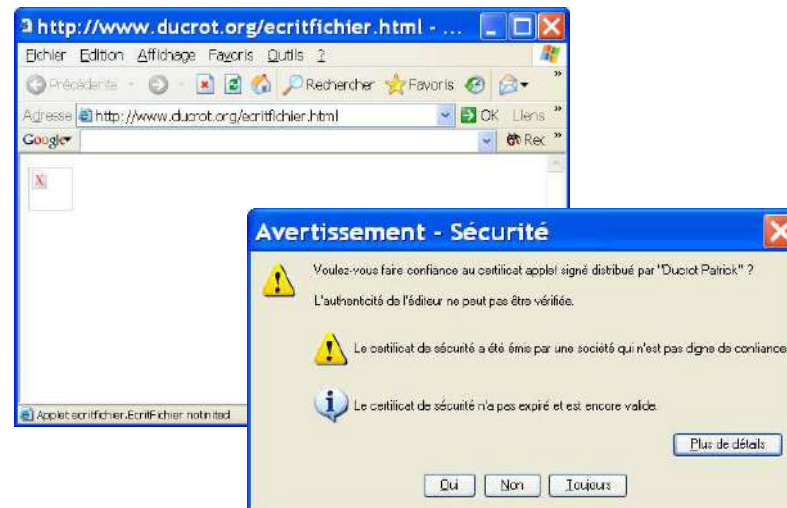 http://www.ducrot.org/ecritfichier.html - ...
Fichier Edition Affichage Favoris Outils ?
Précédente Rechercher Favoris »
Adresse http://www.ducrot.org/ecritfichier.html OK Liens »
Google Rec »
Applet ecritfichier.EcritFichier notinited
Avertissement - Sécurité
Voulez-vous faire confiance au certificat applet signé distribué par "Ducrot Patrick" ?
L'authenticité de l'éditeur ne peut pas être vérifiée.
Le certificat de sécurité a été émis par une société qui n'est pas digne de confiance
Le certificat de sécurité n'a pas expiré et est encore valide.
Plus de détails
Oui Non Toujours